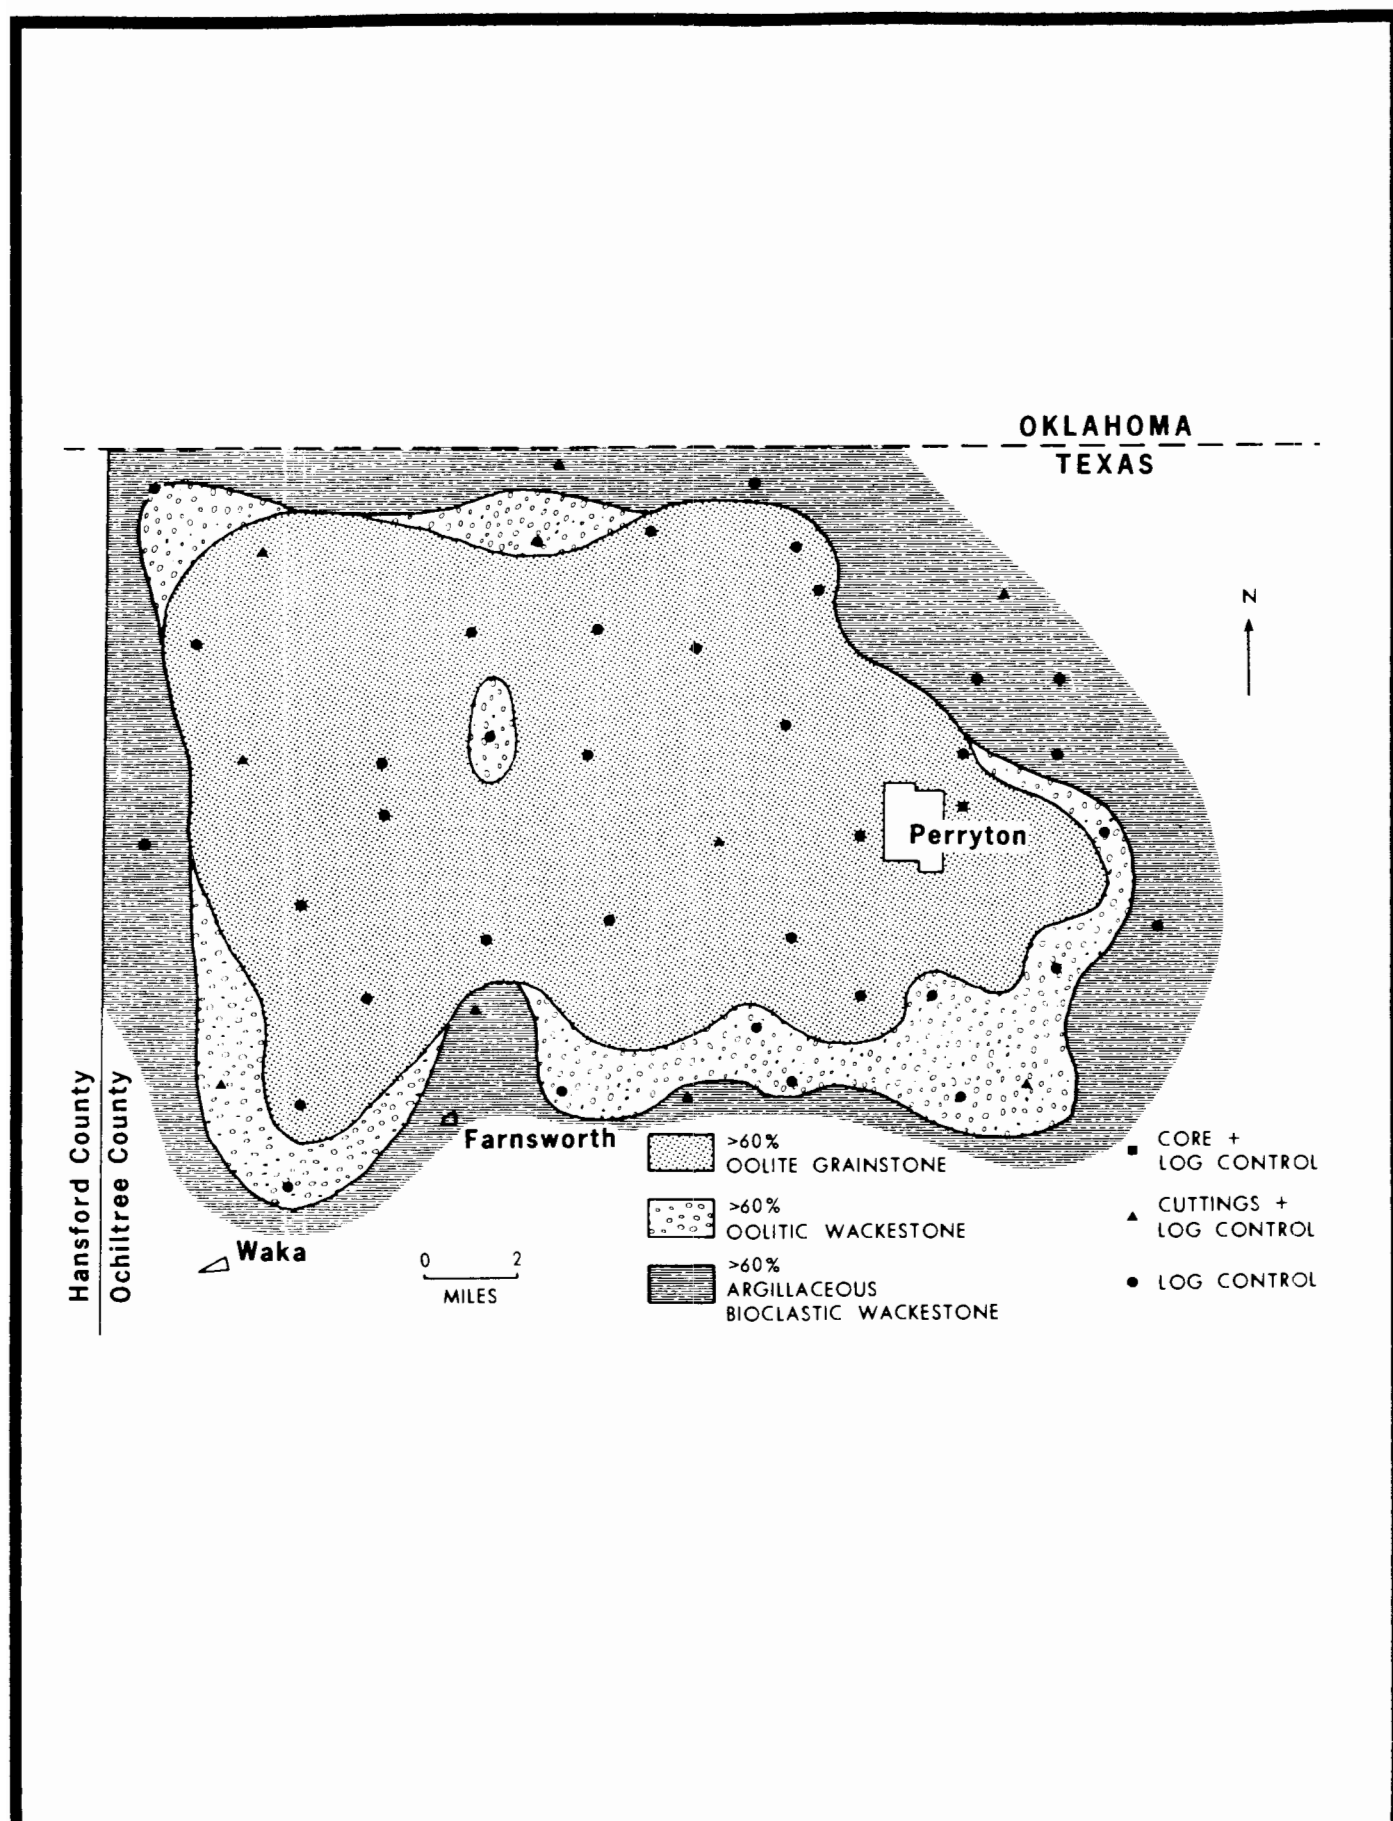 OKLAHOMA
TEXAS
N
Perryton
Hansford County
Ochiltree County
Farnsworth
Waka
0 2
MILES
>60%
OOLITE GRAINSTONE
>60%
OOLITIC WACKESTONE
>60%
ARGILLACEOUS
BIOCLASTIC WACKESTONE
CORE +
LOG CONTROL
CUTTINGS +
LOG CONTROL
LOG CONTROL